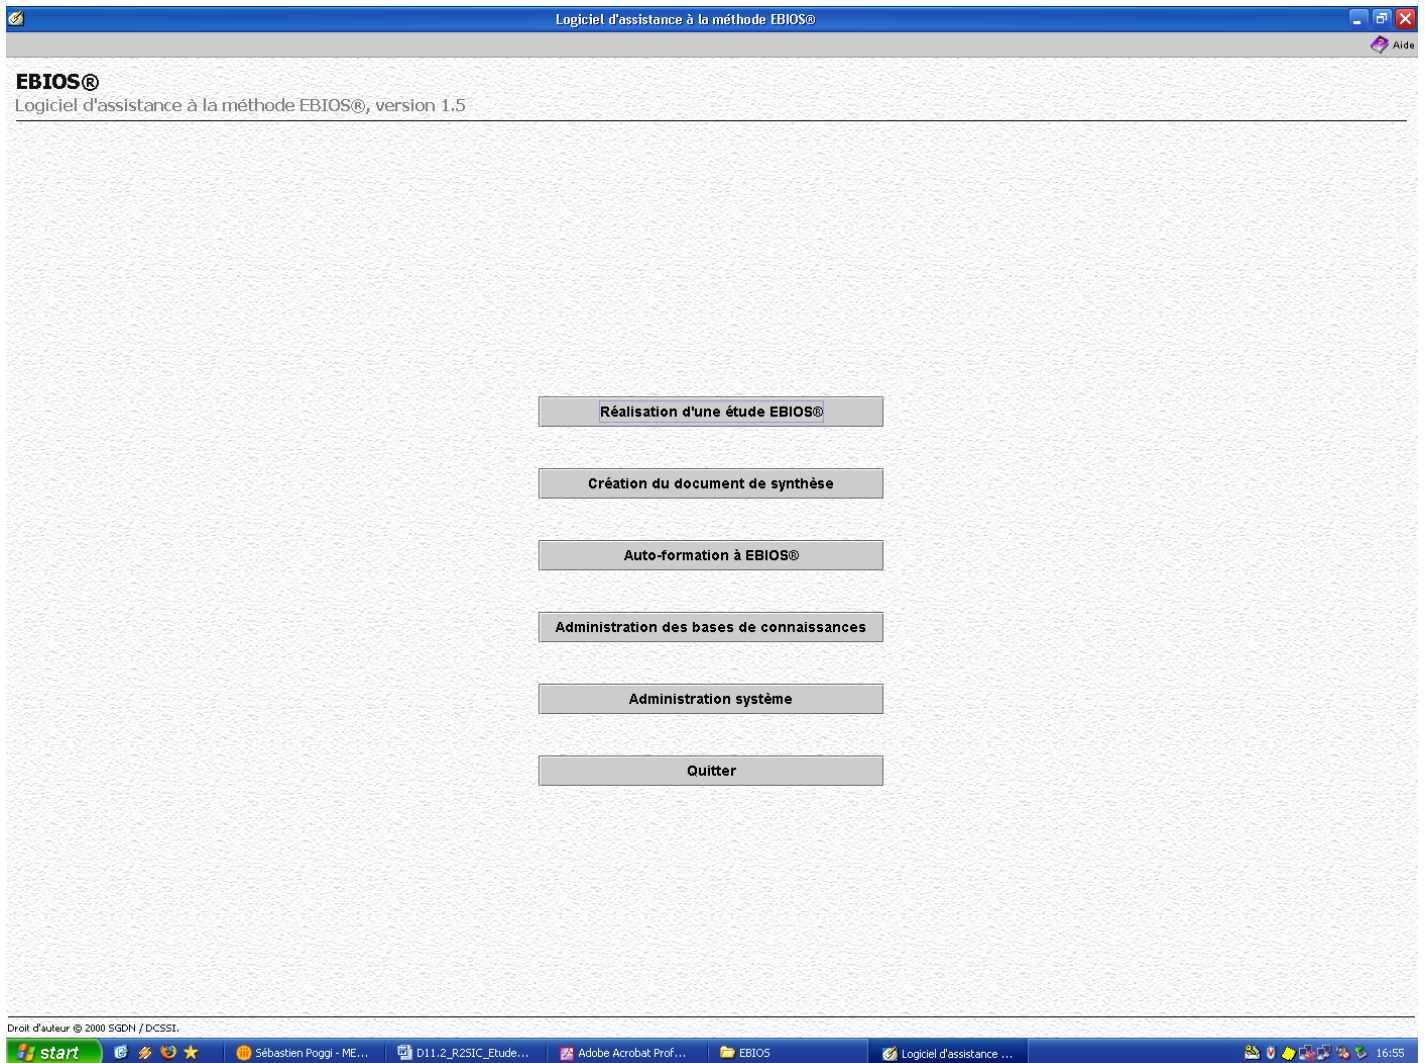 Logiciel d'assistance à la méthode EBIOS®
Aide
EBIOS®
Logiciel d'assistance à la méthode EBIOS®, version 1.5
Réalisation d'une étude EBIOS®
Création du document de synthèse
Auto-formation à EBIOS®
Administration des bases de connaissances
Administration système
Quitter
Droit d'auteur © 2000 SGDN / DCSSI.
start
Sébastien Poggi - ME...
D11.2_R2SIC_Etude...
Adobe Acrobat Prof...
EBIOS
Logiciel d'assistance ...
16:55